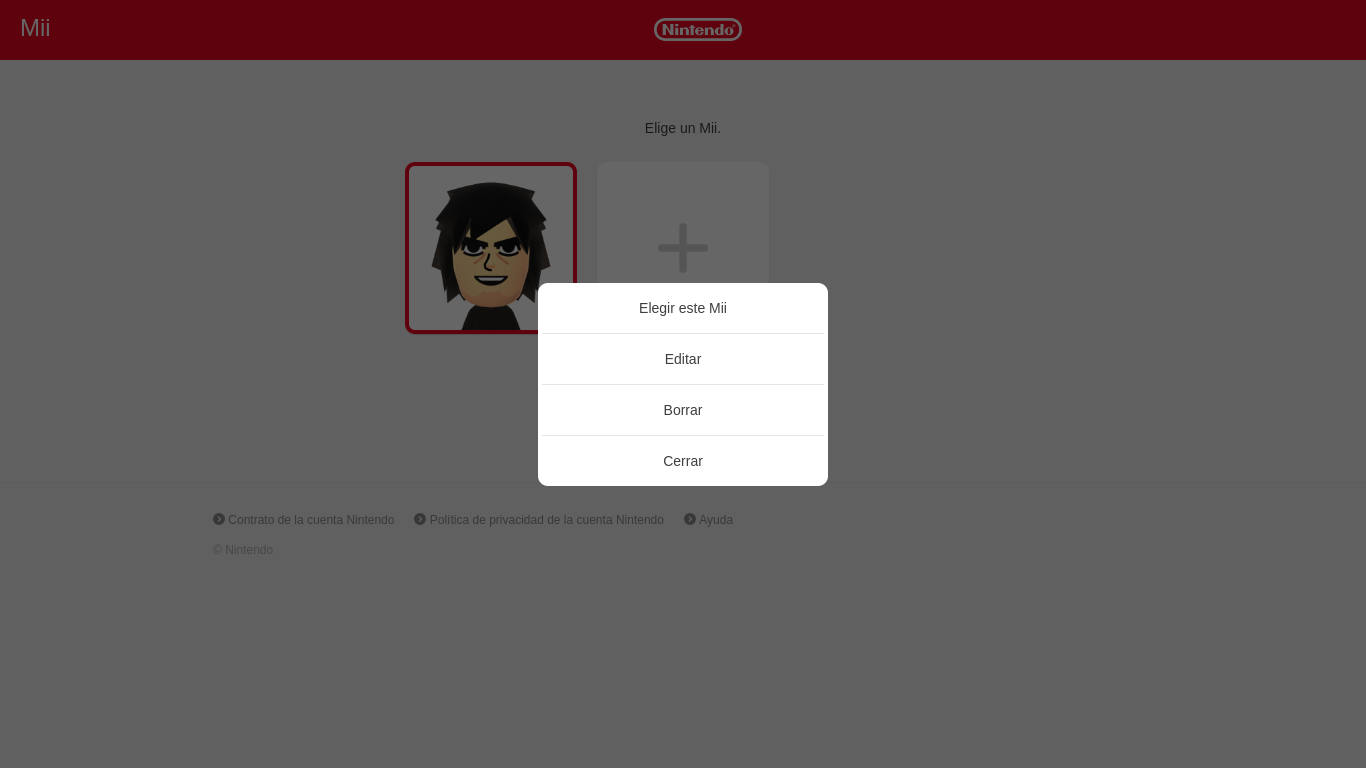 Mii
Nintendo
Elige un Mii.
Elegir este Mii
Editar
Borrar
Cerrar
Contrato de la cuenta Nintendo
Política de privacidad de la cuenta Nintendo
Ayuda
© Nintendo